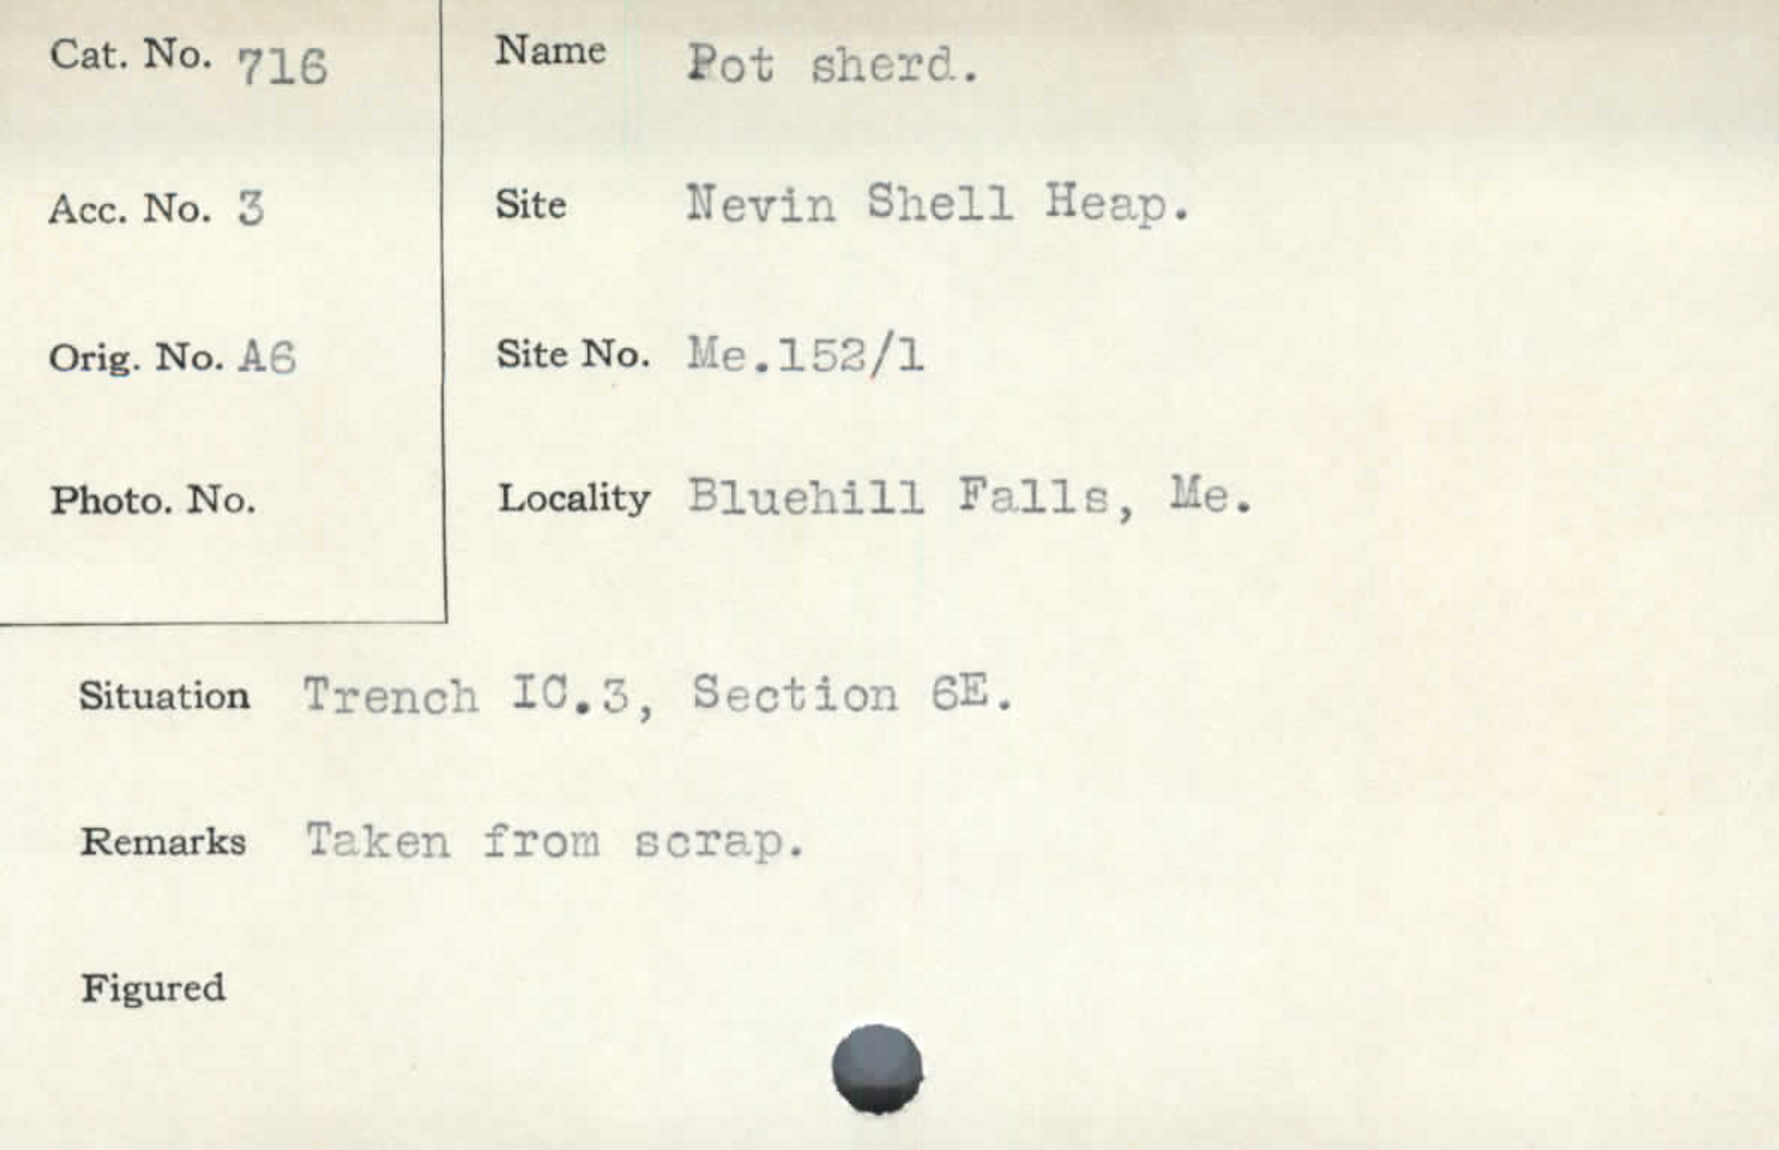 Cat. No. 716
Name Pot sherd.
Acc. No. 3
Site Nevin Shell Heap.
Orig. No. A6
Site No. Me.152/1
Photo. No.
Locality Bluehill Falls, Me.
Situation Trench IC.3, Section 6E.
Remarks Taken from scrap.
Figured